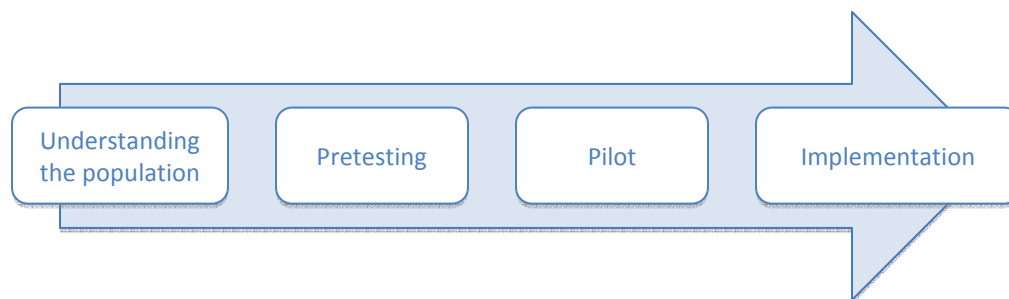 Understanding
the population
Pretesting
Pilot
Implementation